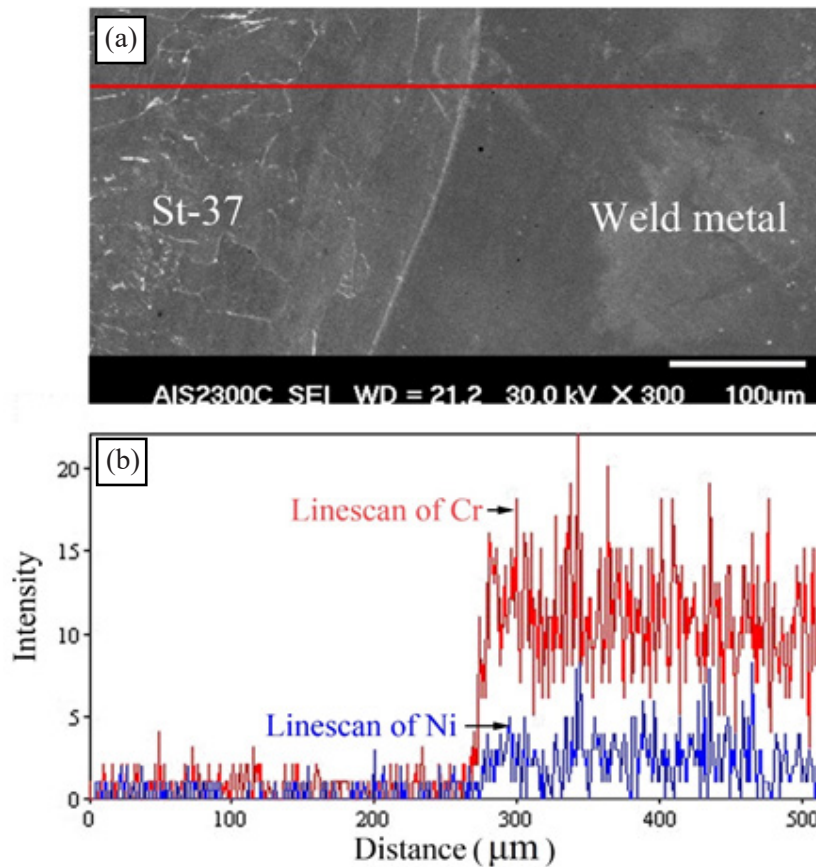 (a)
St-37
Weld metal
AIS2300C SEI WD = 21.2 30.0 kV X 300 100um
(b)
20
15
10
5
0
Linescan of Cr
Linescan of Ni
Intensity
0 100 200 300 400 500
Distance (μm)